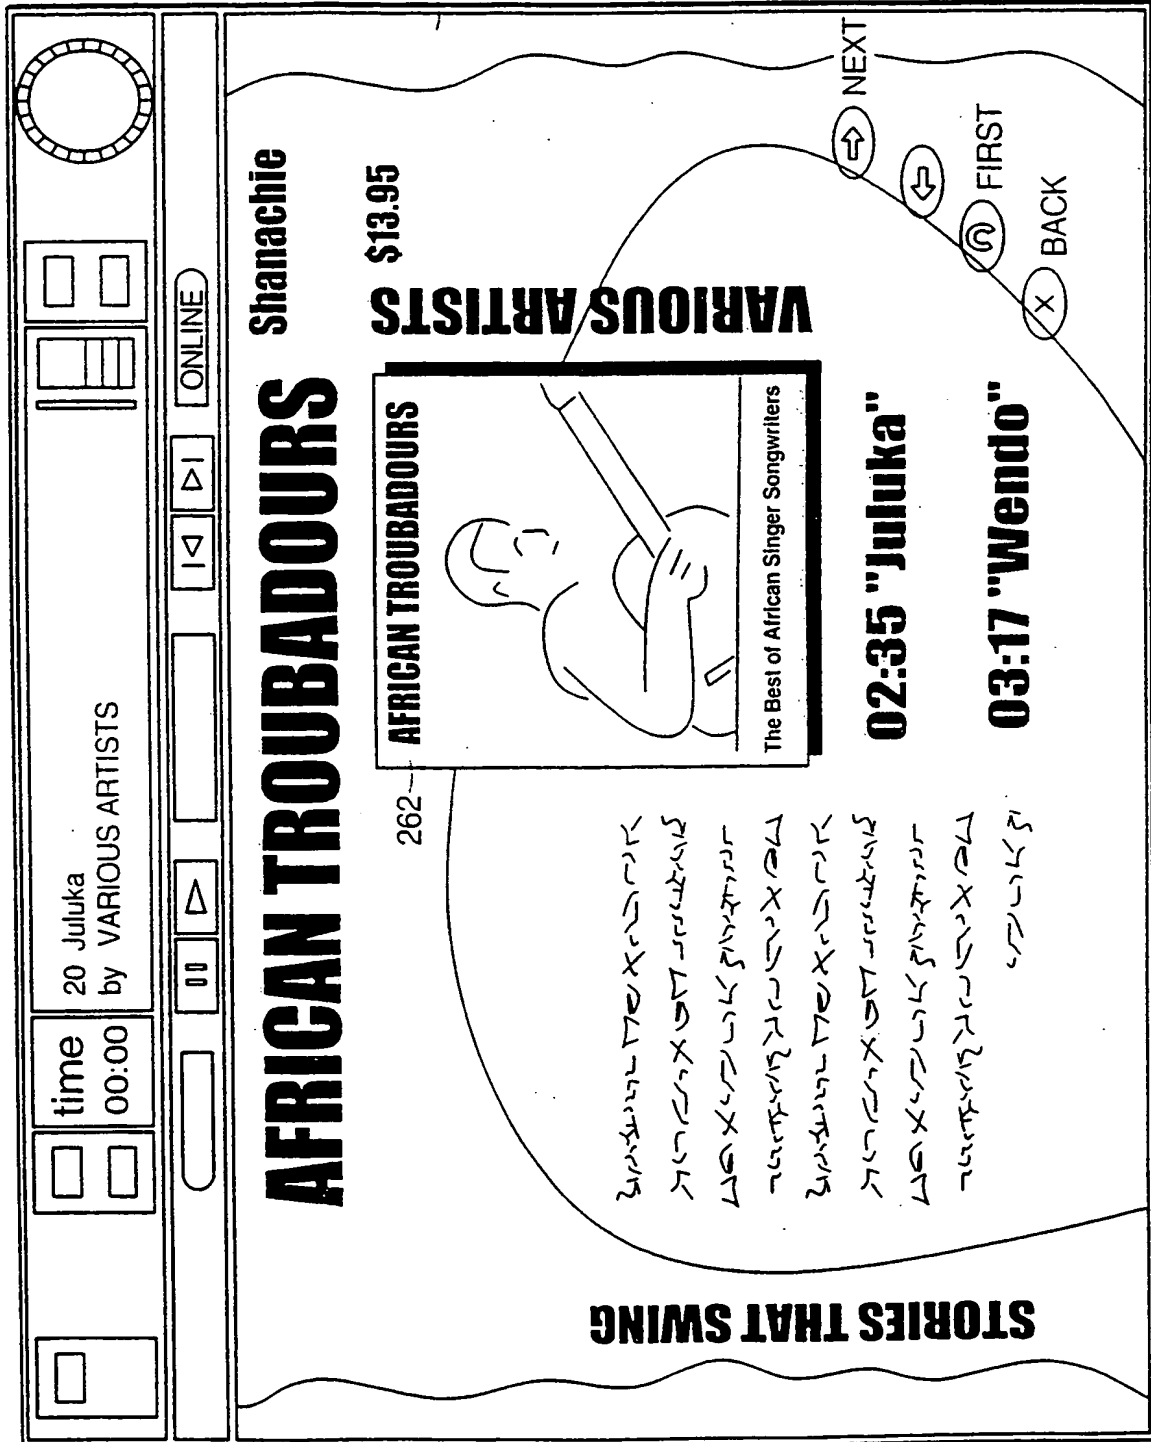 time
00:00
20 Juluka
by VARIOUS ARTISTS
ONLINE
AFRICAN TROUBADOURS
Shanachie
$13.95
VARIOUS ARTISTS
262
AFRICAN TROUBADOURS
The Best of African Singer Songwriters
02:35 "Juluka"
03:17 "Wendo"
STORIES THAT SWING
NEXT
FIRST
X BACK